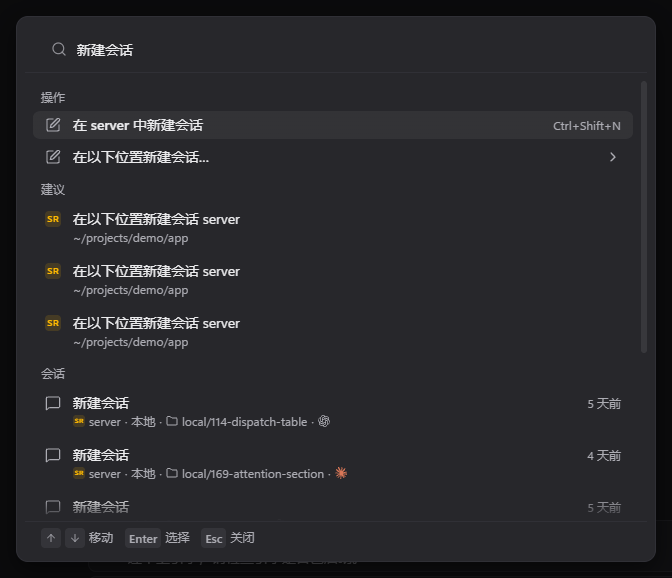 新建会话
操作
在 server 中新建会话 Ctrl+Shift+N
在以下位置新建会话...
建议
SR 在以下位置新建会话 server
~/projects/demo/app
SR 在以下位置新建会话 server
~/projects/demo/app
SR 在以下位置新建会话 server
~/projects/demo/app
会话
新建会话 5 天前
SR server · 本地 · local/114-dispatch-table ·
新建会话 4 天前
SR server · 本地 · local/169-attention-section ·
新建会话 5 天前
↑ ↓ 移动 Enter 选择 Esc 关闭